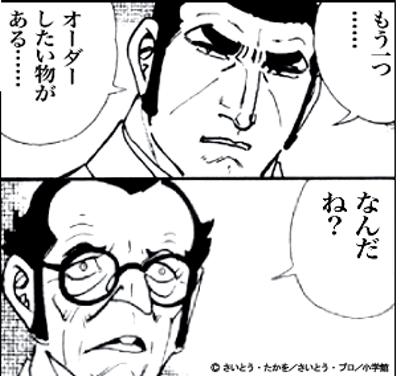 もう一つ
……
オーダー
したい物が
ある……
なんだ
ね？
© さいとう・たかを／さいとう・プロ／小学館